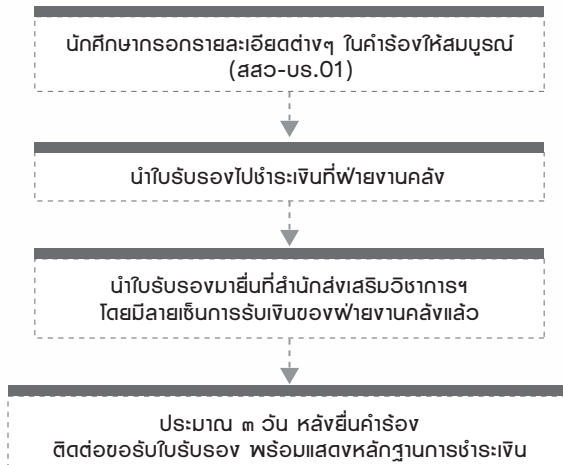 นักศึกษากรอกรายละเอียดต่างๆ ในคำร้องให้สมบูรณ์
(สสว-บร.01)
นำใบรับรองไปชำระเงินที่ฝ่ายงานคลัง
นำใบรับรองมายื่นที่สำนักส่งเสริมวิชาการฯ
โดยมีลายเซ็นการรับเงินของฝ่ายงานคลังแล้ว
ประมาณ ๓ วัน หลังยื่นคำร้อง
ติดต่อขอรับใบรับรอง พร้อมแสดงหลักฐานการชำระเงิน